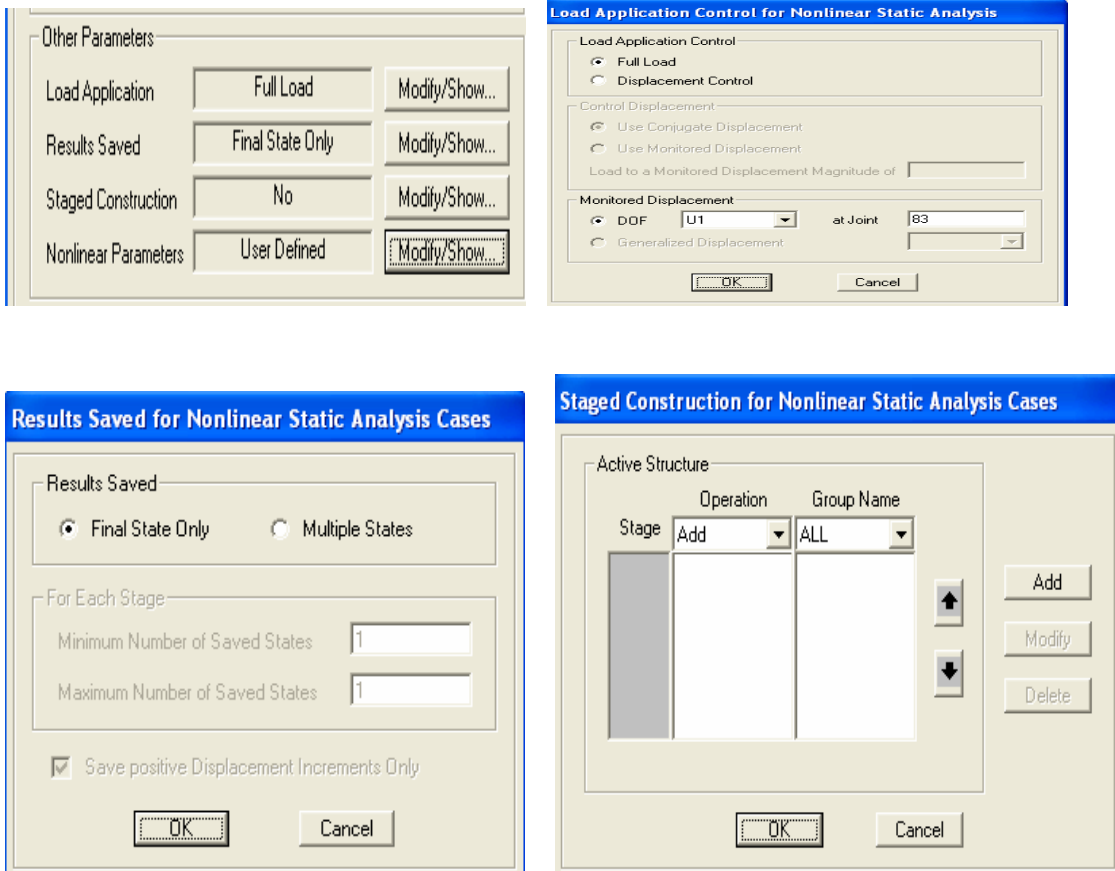 Other Parameters
Load Application Full Load Modify/Show...
Results Saved Final State Only Modify/Show...
Staged Construction No Modify/Show...
Nonlinear Parameters User Defined Modify/Show...
Load Application Control for Nonlinear Static Analysis
Load Application Control
Full Load
Displacement Control
Control Displacement
Use Conjugate Displacement
Use Monitored Displacement
Load to a Monitored Displacement Magnitude of
Monitored Displacement
DOF U1 at Joint 83
Generalized Displacement
OK Cancel
Results Saved for Nonlinear Static Analysis Cases
Results Saved
Final State Only Multiple States
For Each Stage
Minimum Number of Saved States 1
Maximum Number of Saved States 1
Save positive Displacement Increments Only
OK Cancel
Staged Construction for Nonlinear Static Analysis Cases
Active Structure
Operation Group Name
Stage Add ALL
Add
Modify
Delete
OK Cancel